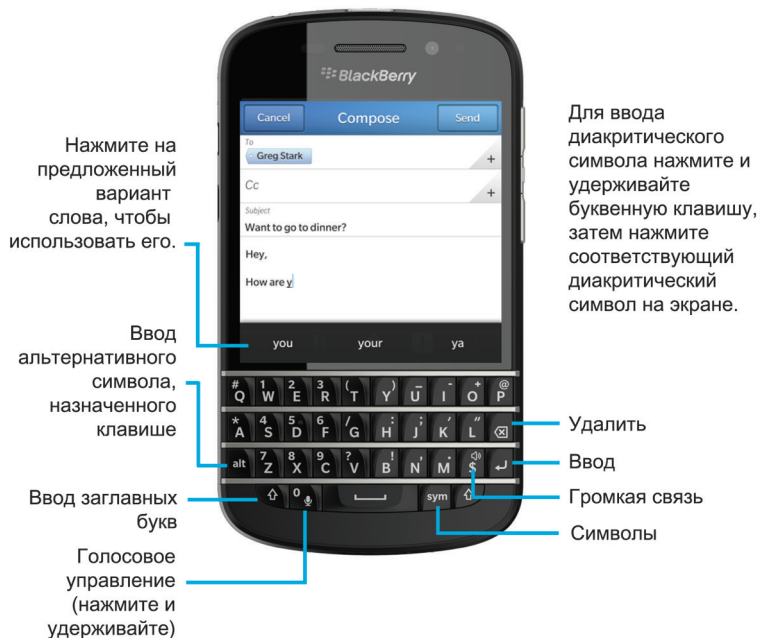 BlackBerry
Cancel Compose Send
To
Greg Stark +
Cc +
Subject
Want to go to dinner?
Hey,
How are y
you your ya
Нажмите на
предложенный
вариант
слова, чтобы
использовать его.
Ввод
альтернативного
символа,
назначенного
клавише
Ввод заглавных
букв
Голосовое
управление
(нажмите и
удерживайте)
# 1 2 3 ( ) _ - + @
Q W E R T Y U I O P
* 4 5 6 / : ; ' "
A S D F G H J K L
7 8 9 ? ! , .
alt Z X C V B N M $
0 sym
Для ввода
диакритического
символа нажмите и
удерживайте
буквенную клавишу,
затем нажмите
соответствующий
диакритический
символ на экране.
Удалить
Ввод
Громкая связь
Символы